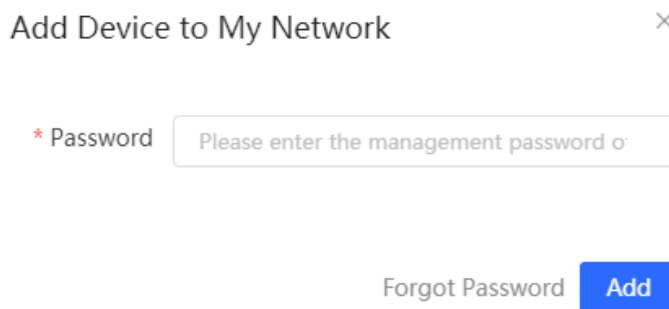 Add Device to My Network
* Password
Please enter the management password o
Forgot Password
Add